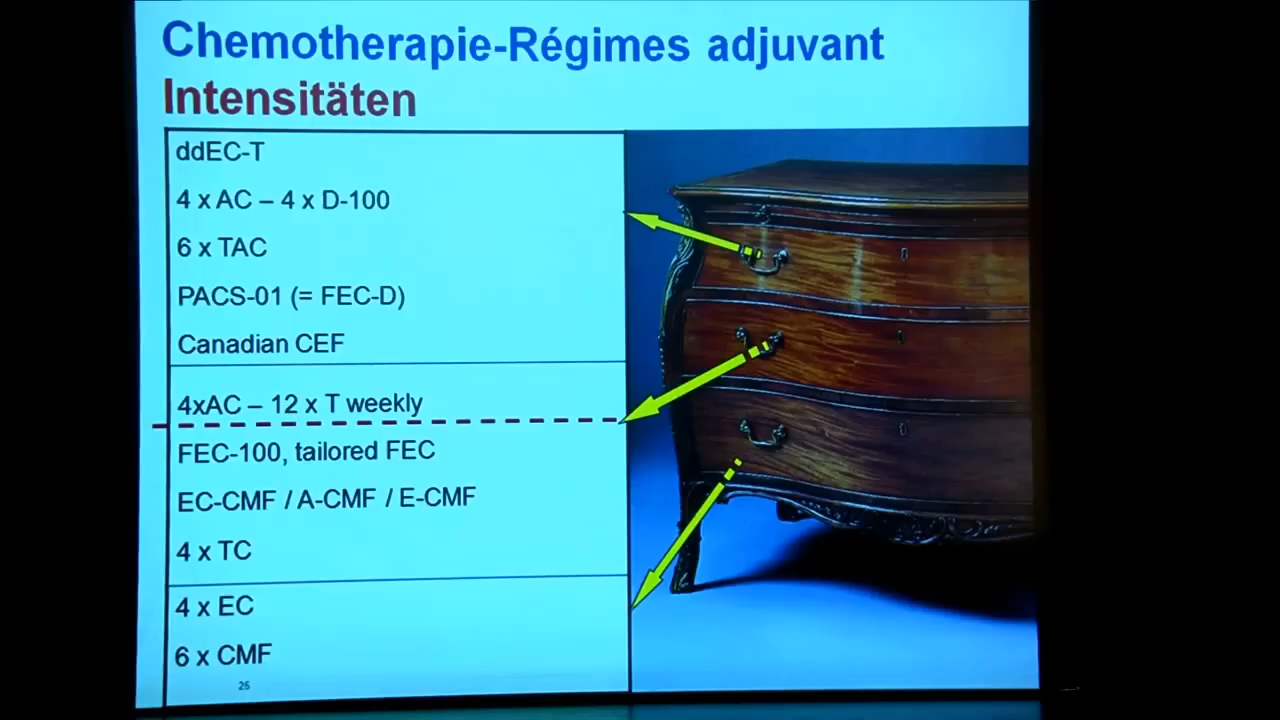 Chemotherapie-Régimes adjuvant
Intensitäten
ddEC-T
4 x AC – 4 x D-100
6 x TAC
PACS-01 (= FEC-D)
Canadian CEF
4xAC – 12 x T weekly
FEC-100, tailored FEC
EC-CMF / A-CMF / E-CMF
4 x TC
4 x EC
6 x CMF
25